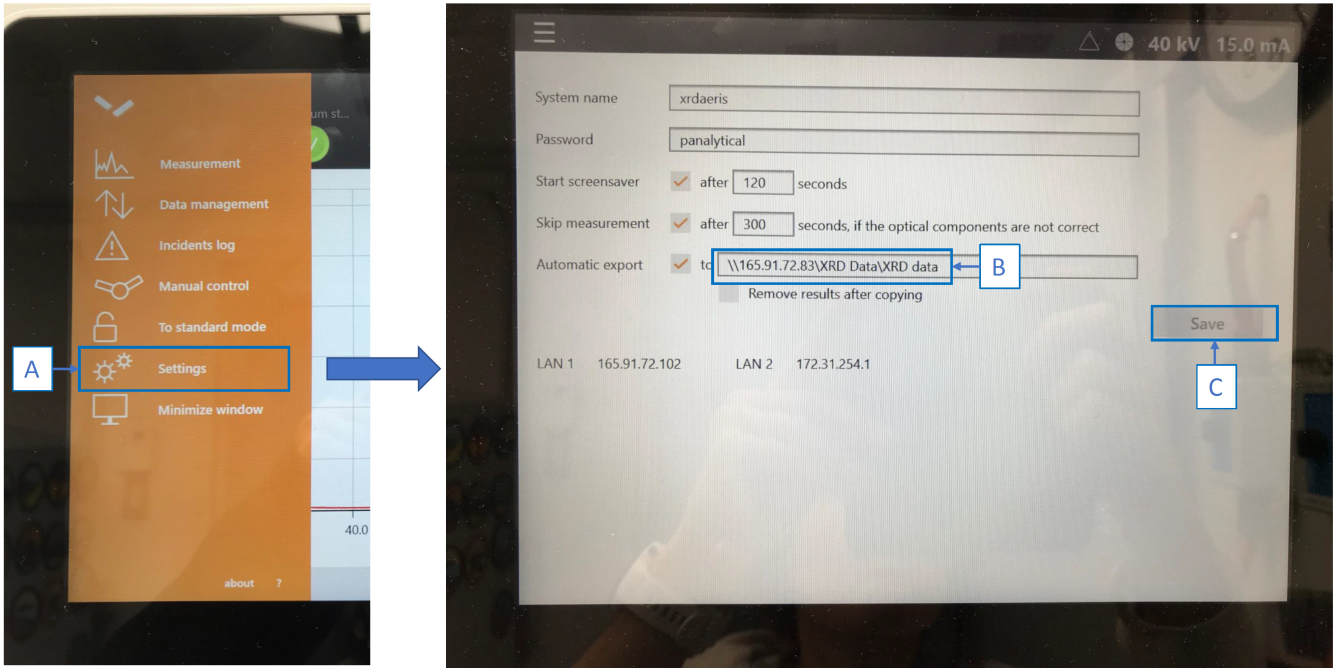 um st...
Measurement
Data management
Incidents log
Manual control
To standard mode
A
Settings
Minimize window
40.0
about ?
40 kV 15.0 mA
System name xrdaeris
Password panalytical
Start screensaver after 120 seconds
Skip measurement after 300 seconds, if the optical components are not correct
Automatic export to \\165.91.72.83\XRD Data\XRD data
B
Remove results after copying
Save
LAN 1 165.91.72.102 LAN 2 172.31.254.1
C